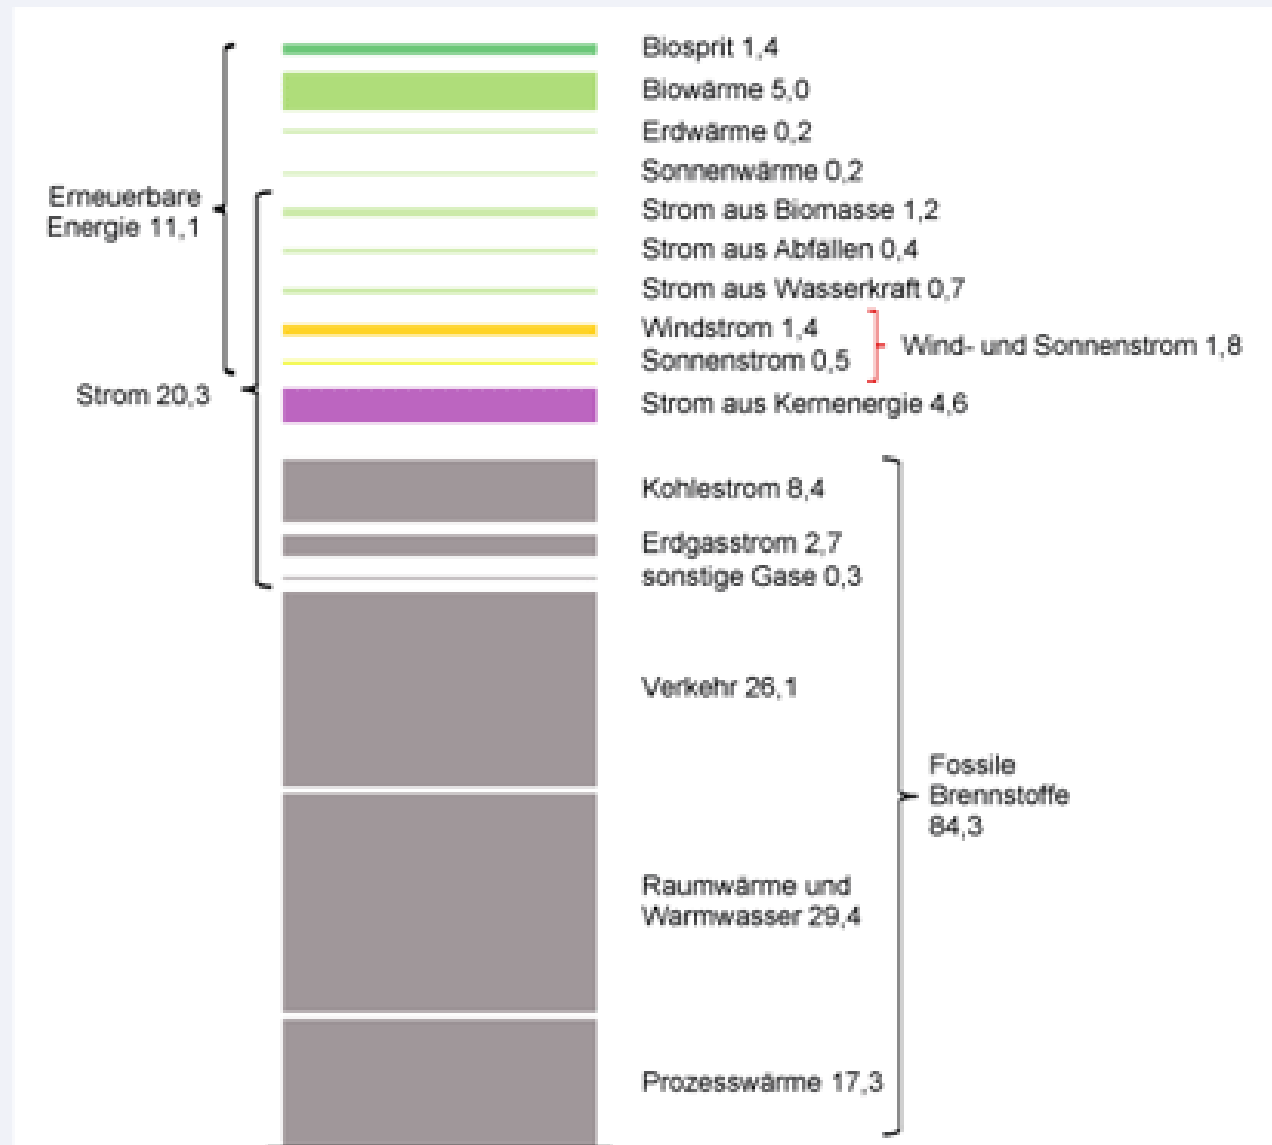 Biosprit 1,4
Biowärme 5,0
Erdwärme 0,2
Sonnenwärme 0,2
Erneuerbare
Energie 11,1
Strom aus Biomasse 1,2
Strom aus Abfällen 0,4
Strom aus Wasserkraft 0,7
Windstrom 1,4
Sonnenstrom 0,5
Wind- und Sonnenstrom 1,8
Strom 20,3
Strom aus Kernenergie 4,6
Kohlestrom 8,4
Erdgasstrom 2,7
sonstige Gase 0,3
Verkehr 26,1
Fossile
Brennstoffe
84,3
Raumwärme und
Warmwasser 29,4
Prozesswärme 17,3